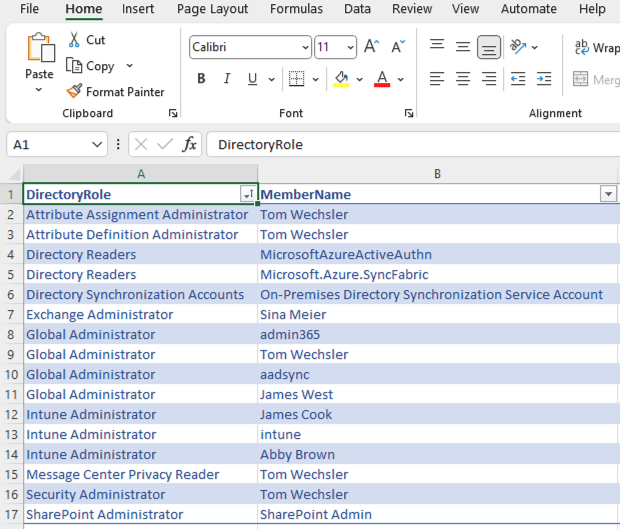 File Home Insert Page Layout Formulas Data Review View Automate Help
Paste
Cut
Copy
Format Painter
Clipboard
Calibri 11 A A
B I U A
Font
ab Wrap
Merg
Alignment
A1 fx DirectoryRole
A B
1 DirectoryRole MemberName
2 Attribute Assignment Administrator Tom Wechsler
3 Attribute Definition Administrator Tom Wechsler
4 Directory Readers MicrosoftAzureActiveAuthn
5 Directory Readers Microsoft.Azure.SyncFabric
6 Directory Synchronization Accounts On-Premises Directory Synchronization Service Account
7 Exchange Administrator Sina Meier
8 Global Administrator admin365
9 Global Administrator Tom Wechsler
10 Global Administrator aadsync
11 Global Administrator James West
12 Intune Administrator James Cook
13 Intune Administrator intune
14 Intune Administrator Abby Brown
15 Message Center Privacy Reader Tom Wechsler
16 Security Administrator Tom Wechsler
17 SharePoint Administrator SharePoint Admin